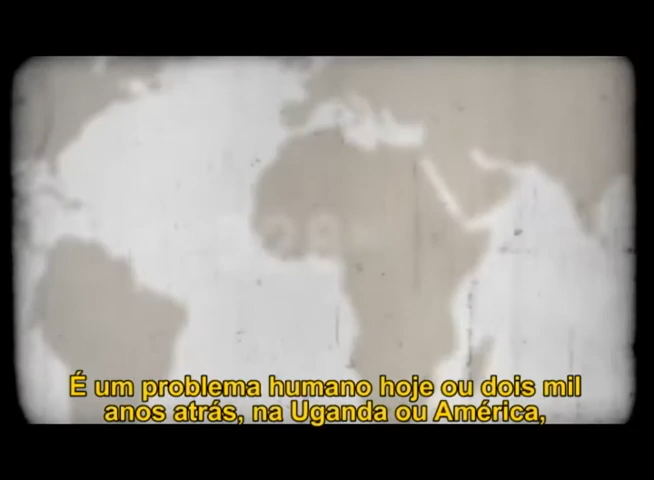 É um problema humano hoje ou dois mil
anos atrás, na Uganda ou América,